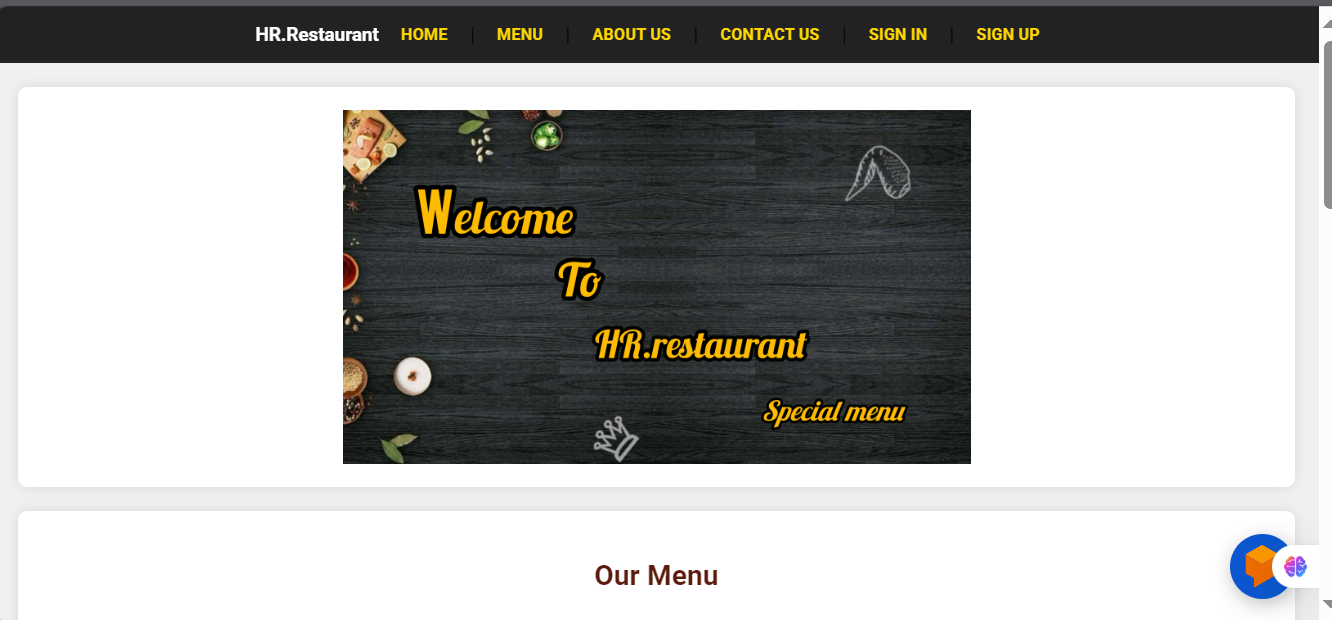 HR.Restaurant HOME | MENU | ABOUT US | CONTACT US | SIGN IN | SIGN UP
Welcome
To
HR.restaurant
Special menu
Our Menu